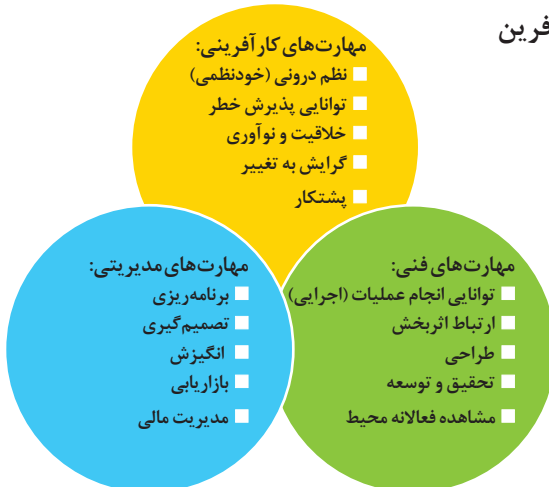 فرین
مهارت‌های کارآفرینی:
نظم درونی (خودنظمی)
توانایی پذیرش خطر
خلاقیت و نوآوری
گرایش به تغییر
پشتکار
مهارت‌های فنی:
توانایی انجام عملیات (اجرایی)
ارتباط اثربخش
طراحی
تحقیق و توسعه
مشاهده فعالانه محیط
مهارت‌های مدیریتی:
برنامه‌ریزی
تصمیم‌گیری
انگیزش
بازاریابی
مدیریت مالی